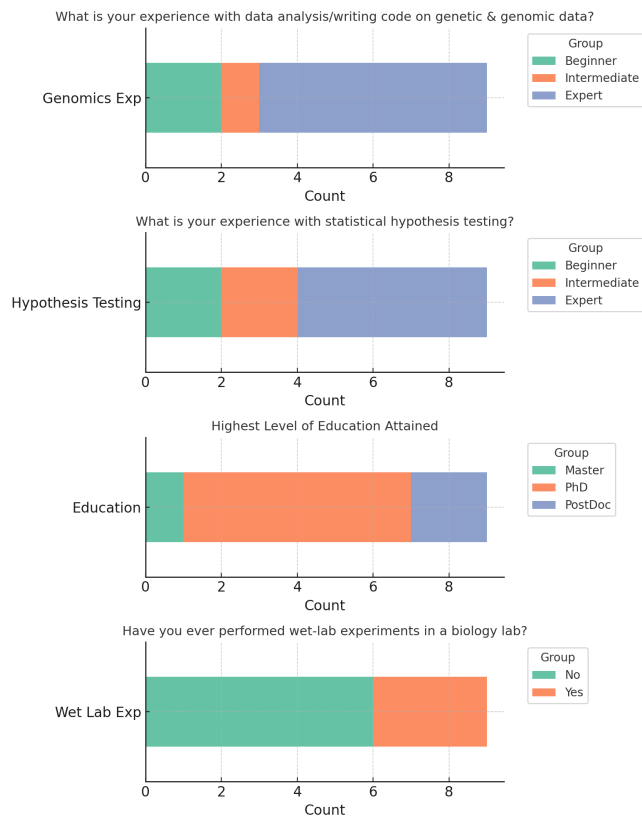 What is your experience with data analysis/writing code on genetic & genomic data?
Group
Beginner
Intermediate
Expert
Genomics Exp
0 2 4 6 8
Count
What is your experience with statistical hypothesis testing?
Group
Beginner
Intermediate
Expert
Hypothesis Testing
0 2 4 6 8
Count
Highest Level of Education Attained
Group
Master
PhD
PostDoc
Education
0 2 4 6 8
Count
Have you ever performed wet-lab experiments in a biology lab?
Group
No
Yes
Wet Lab Exp
0 2 4 6 8
Count